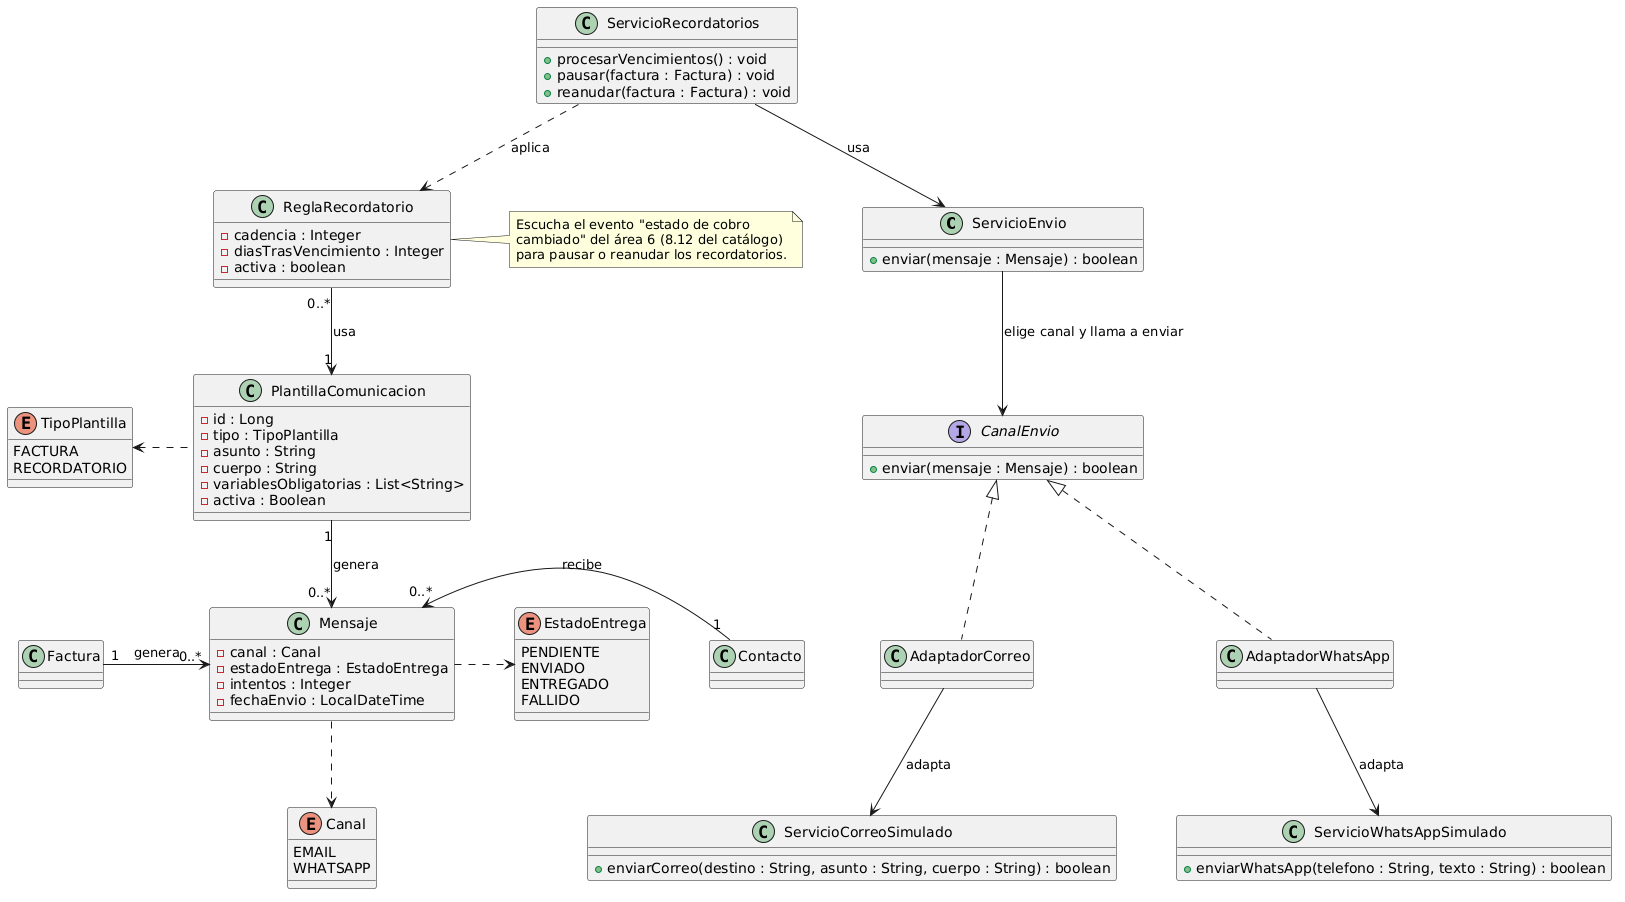 C ServicioRecordatorios
procesarVencimientos() : void
pausar(factura : Factura) : void
reanudar(factura : Factura) : void
aplica
usa
C ReglaRecordatorio
cadencia : Integer
diasTrasVencimiento : Integer
activa : boolean
Escucha el evento "estado de cobro
cambiado" del área 6 (8.12 del catálogo)
para pausar o reanudar los recordatorios.
C ServicioEnvio
enviar(mensaje : Mensaje) : boolean
0..*
usa
1
elige canal y llama a enviar
E TipoPlantilla
FACTURA
RECORDATORIO
C PlantillaComunicacion
id : Long
tipo : TipoPlantilla
asunto : String
cuerpo : String
variablesObligatorias : List<String>
activa : Boolean
I CanalEnvio
enviar(mensaje : Mensaje) : boolean
1
genera
0..*
recibe
0..*
1
C Factura
1
genera
0..*
C Mensaje
canal : Canal
estadoEntrega : EstadoEntrega
intentos : Integer
fechaEnvio : LocalDateTime
E EstadoEntrega
PENDIENTE
ENVIADO
ENTREGADO
FALLIDO
C Contacto
C AdaptadorCorreo
C AdaptadorWhatsApp
adapta
adapta
E Canal
EMAIL
WHATSAPP
C ServicioCorreoSimulado
enviarCorreo(destino : String, asunto : String, cuerpo : String) : boolean
C ServicioWhatsAppSimulado
enviarWhatsApp(telefono : String, texto : String) : boolean